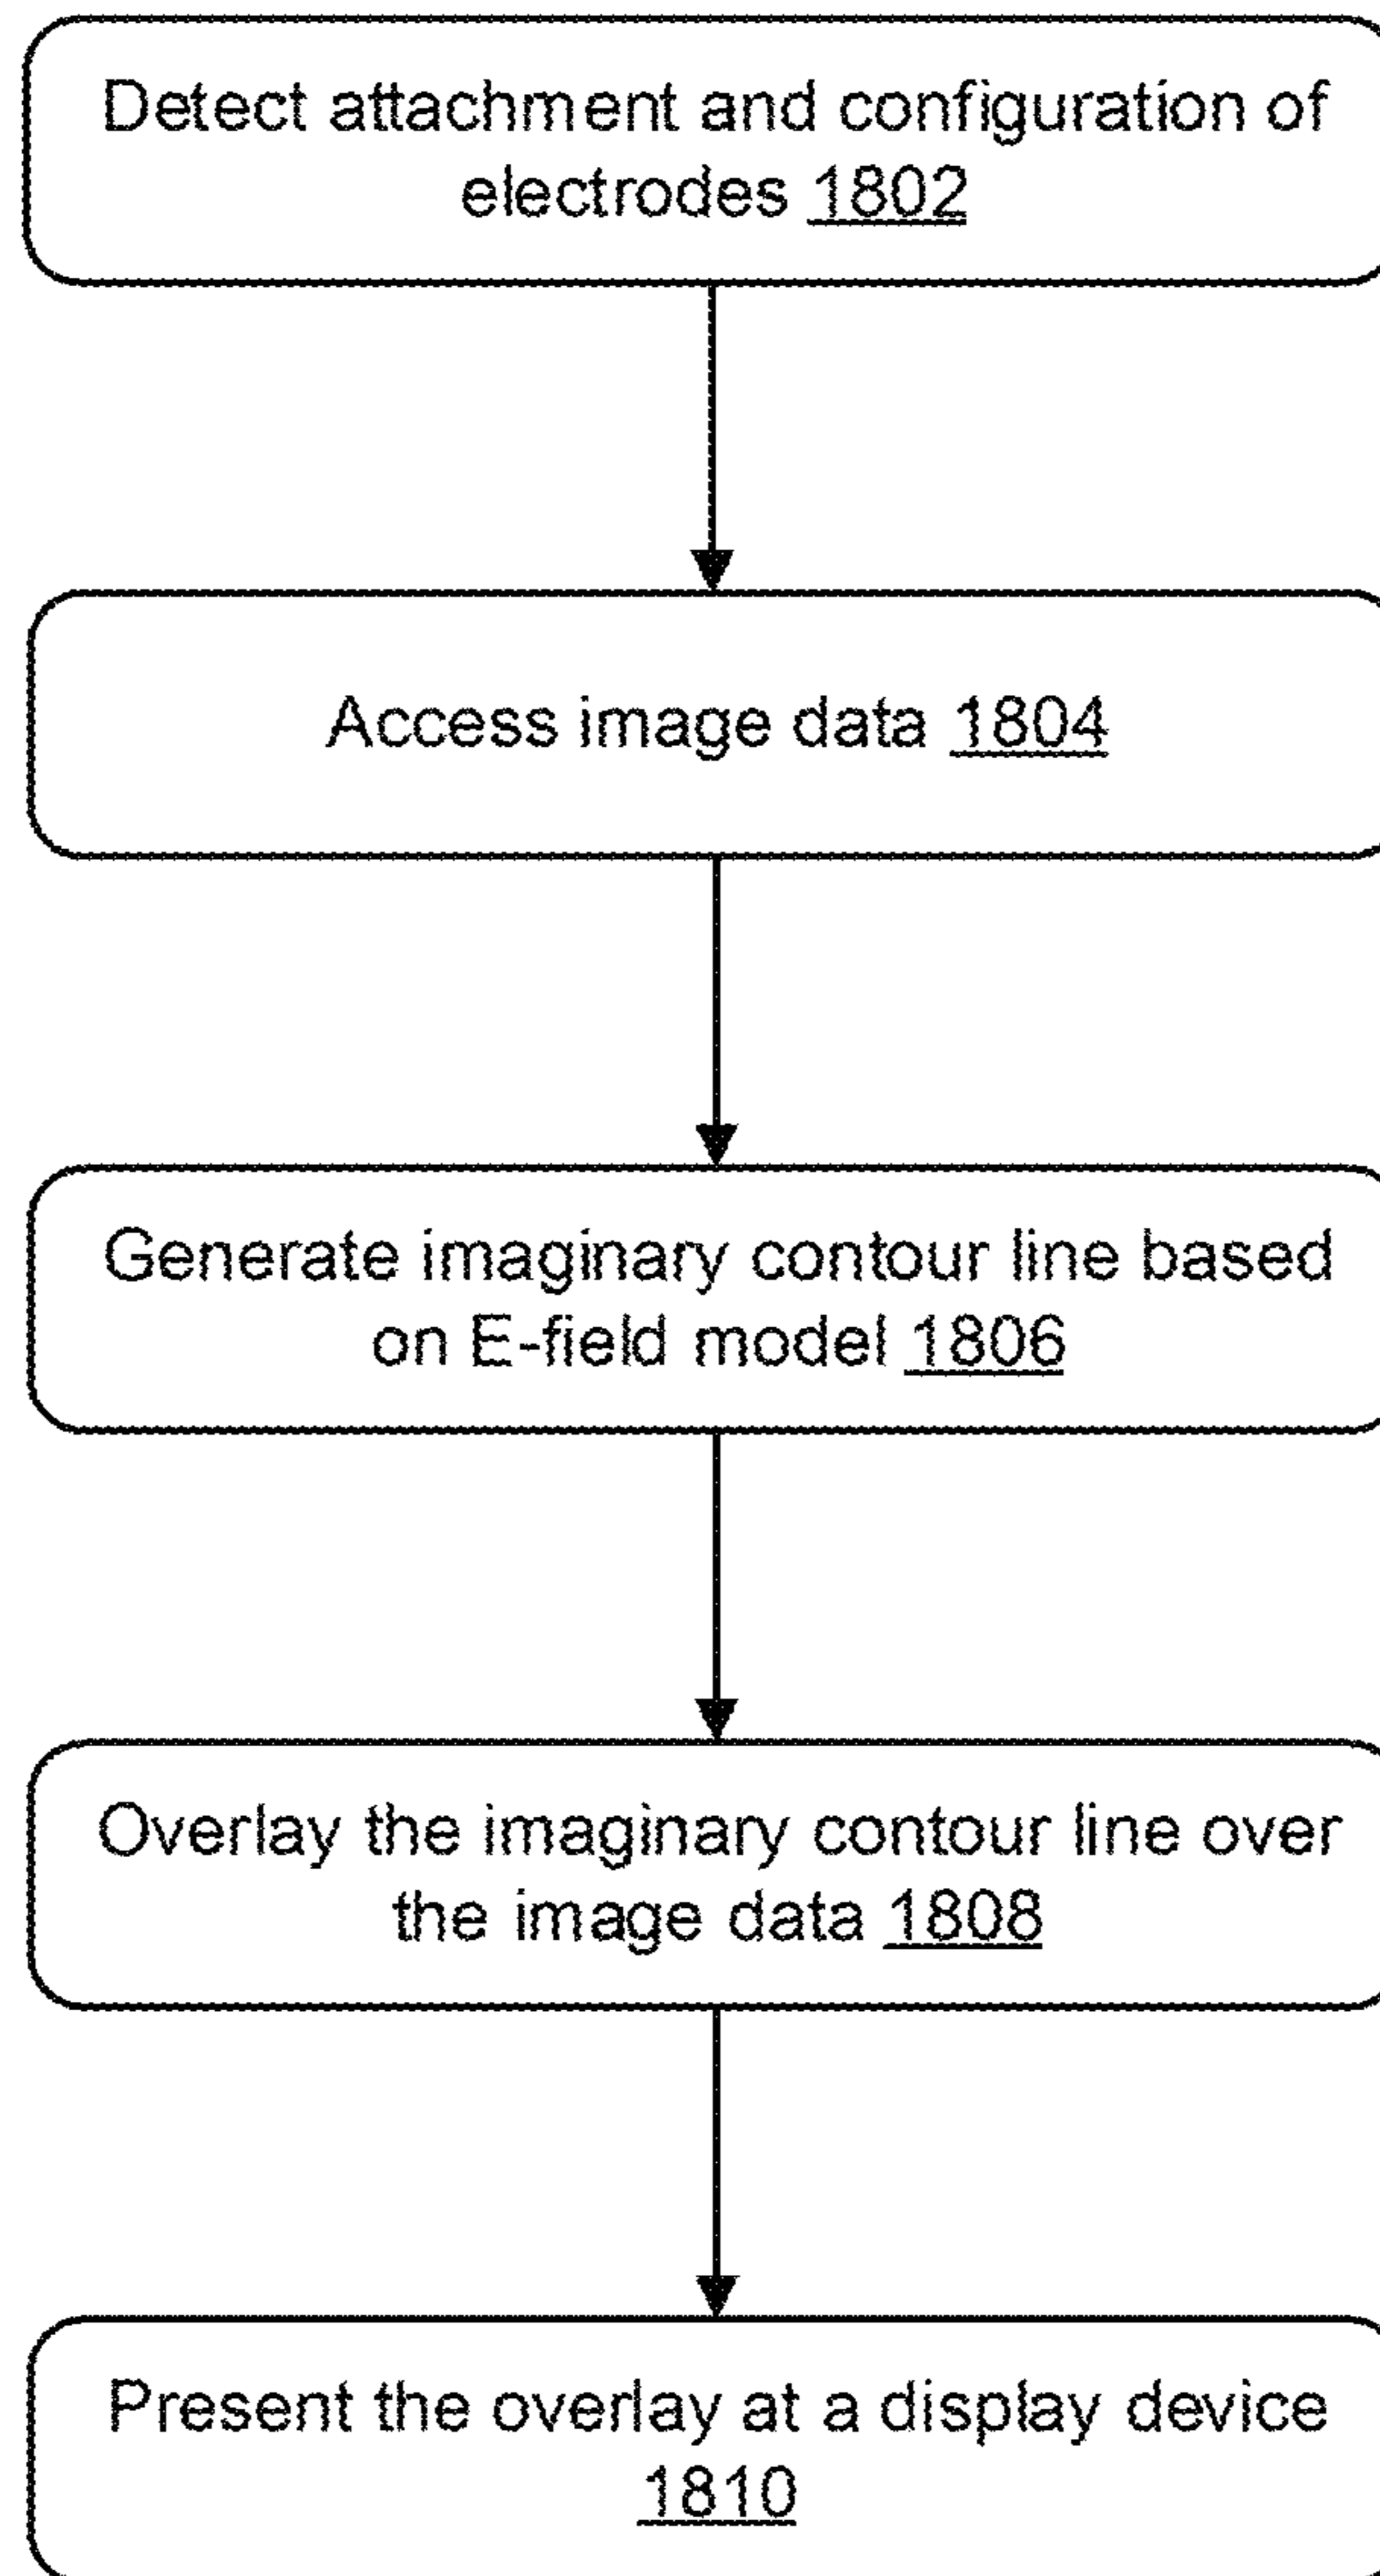 Detect attachment and configuration of
electrodes 1802
Access image data 1804
Generate imaginary contour line based
on E-field model 1806
Overlay the imaginary contour line over
the image data 1808
Present the overlay at a display device
1810